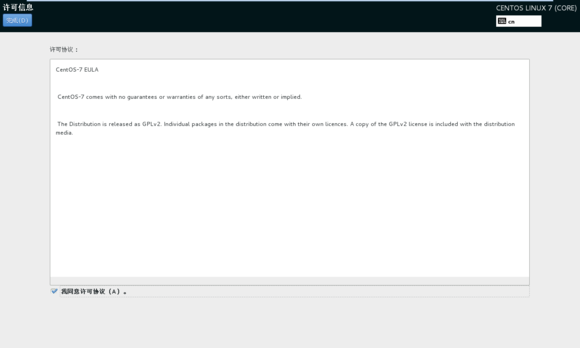 许可信息
CENTOS LINUX 7 (CORE)
完成(D)
cn
许可协议：
CentOS-7 EULA
CentOS-7 comes with no guarantees or warranties of any sorts, either written or implied.
The Distribution is released as GPLv2. Individual packages in the distribution come with their own licences. A copy of the GPLv2 license is included with the distribution
media.
我同意许可协议（A）。